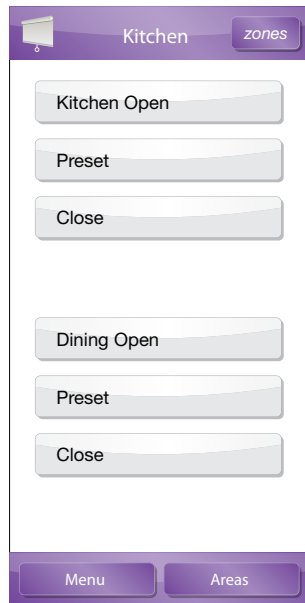 Kitchen
zones
Kitchen Open
Preset
Close
Dining Open
Preset
Close
Menu
Areas